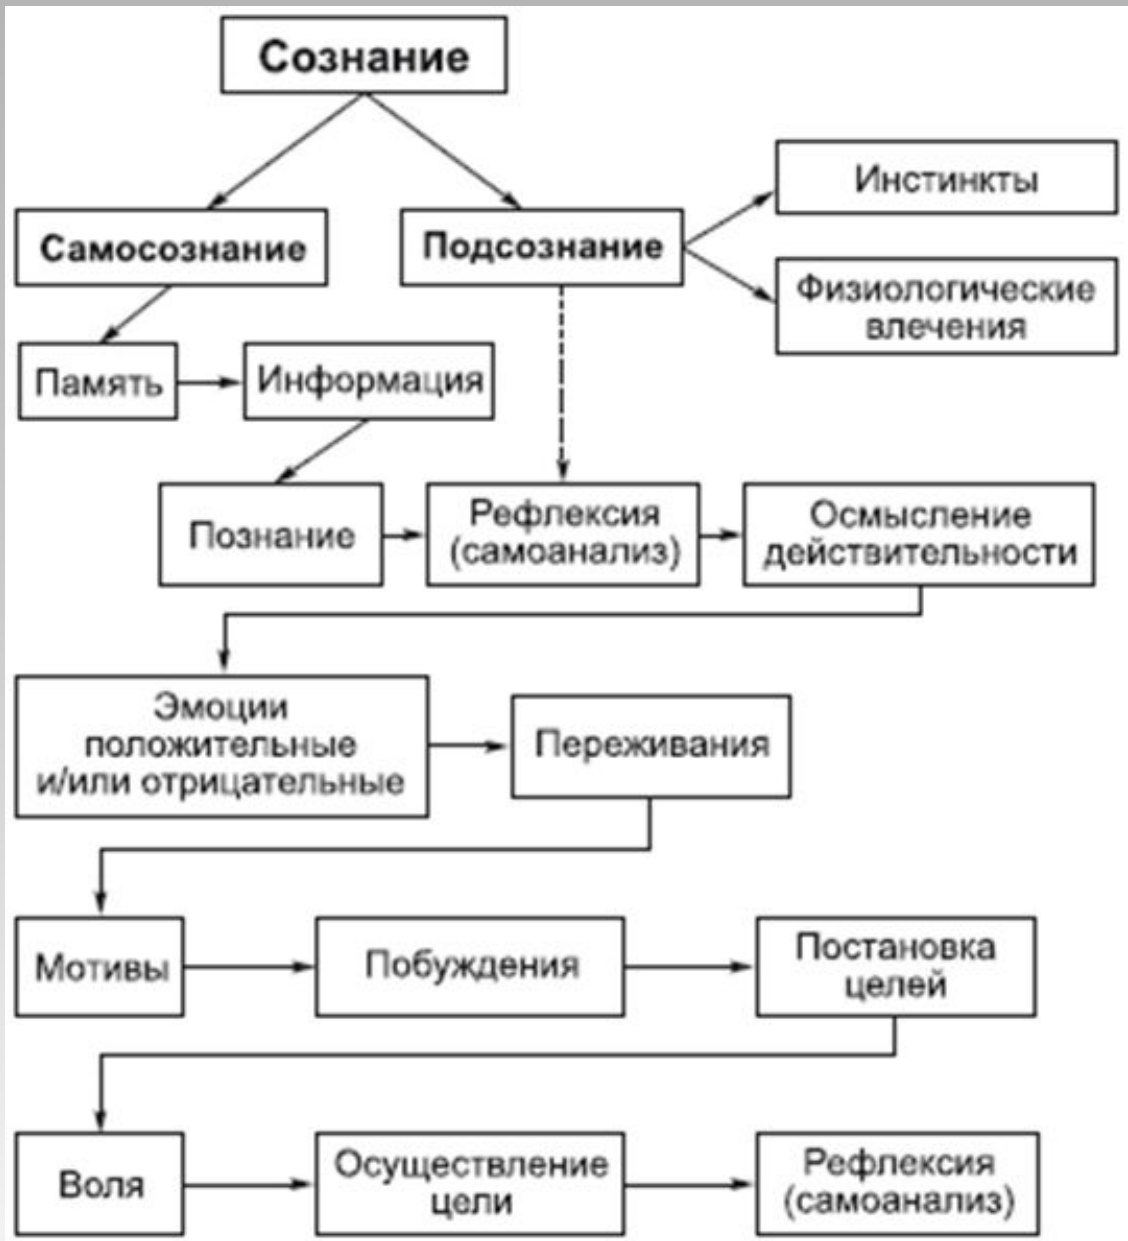 Сознание
Инстинкты
Самосознание
Подсознание
Физиологические
влечения
Память
Информация
Познание
Рефлексия
(самоанализ)
Осмысление
действительности
Эмоции
положительные
и/или отрицательные
Переживания
Мотивы
Побуждения
Постановка
целей
Воля
Осуществление
цели
Рефлексия
(самоанализ)